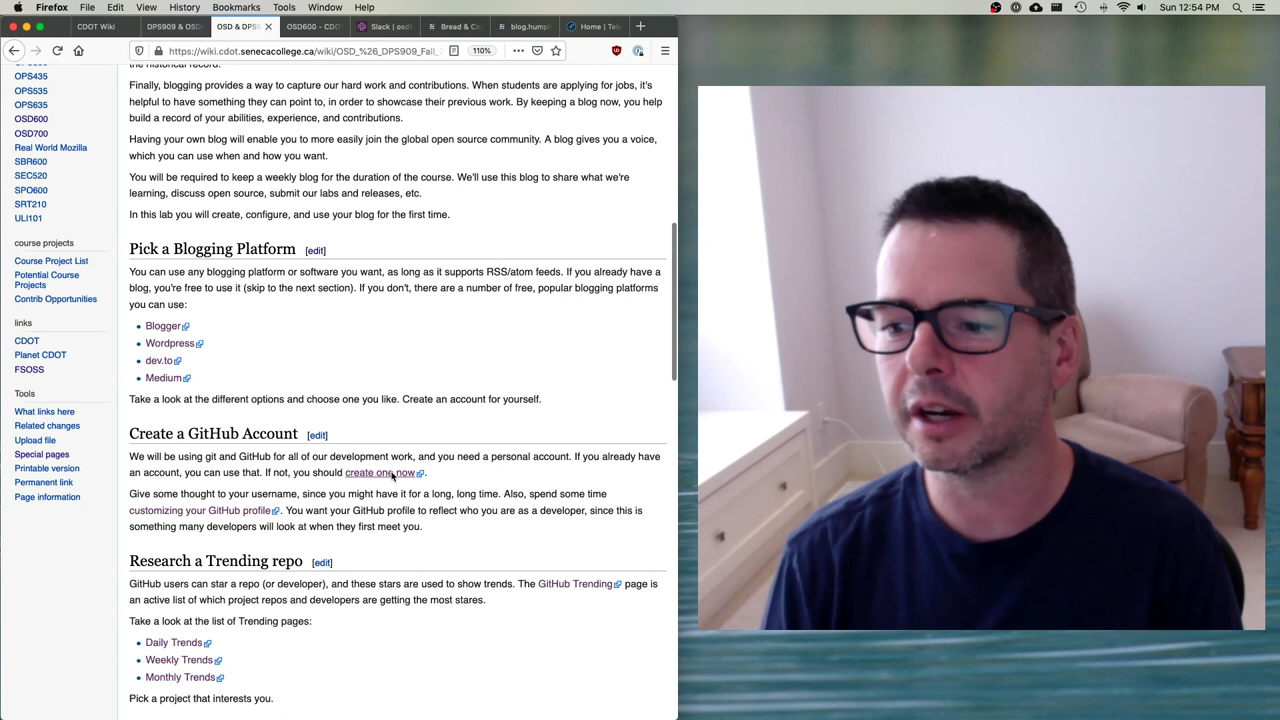 Firefox File Edit View History Bookmarks Tools Window Help
Sun 12:54 PM
CDOT Wiki
DPS909 & OSD
OSD & DPS
OSD600 - CDO
Slack | osd
Bread & Cir
blog.humph
Home | Tele
https://wiki.cdot.senecacollege.ca/wiki/OSD_%26_DPS909_Fall_
110%
OPS435
OPS535
OPS635
OSD600
OSD700
Real World Mozilla
SBR600
SEC520
SPO600
SRT210
ULI101
course projects
Course Project List
Potential Course
Projects
Contrib Opportunities
links
CDOT
Planet CDOT
FSOSS
Tools
What links here
Related changes
Upload file
Special pages
Printable version
Permanent link
Page information
the historical record.
Finally, blogging provides a way to capture our hard work and contributions. When students are applying for jobs, it's
helpful to have something they can point to, in order to showcase their previous work. By keeping a blog now, you help
build a record of your abilities, experience, and contributions.
Having your own blog will enable you to more easily join the global open source community. A blog gives you a voice,
which you can use when and how you want.
You will be required to keep a weekly blog for the duration of the course. We'll use this blog to share what we're
learning, discuss open source, submit our labs and releases, etc.
In this lab you will create, configure, and use your blog for the first time.
Pick a Blogging Platform [edit]
You can use any blogging platform or software you want, as long as it supports RSS/atom feeds. If you already have a
blog, you're free to use it (skip to the next section). If you don't, there are a number of free, popular blogging platforms
you can use:
• Blogger
• Wordpress
• dev.to
• Medium
Take a look at the different options and choose one you like. Create an account for yourself.
Create a GitHub Account [edit]
We will be using git and GitHub for all of our development work, and you need a personal account. If you already have
an account, you can use that. If not, you should create one now.
Give some thought to your username, since you might have it for a long, long time. Also, spend some time
customizing your GitHub profile. You want your GitHub profile to reflect who you are as a developer, since this is
something many developers will look at when they first meet you.
Research a Trending repo [edit]
GitHub users can star a repo (or developer), and these stars are used to show trends. The GitHub Trending page is
an active list of which project repos and developers are getting the most stares.
Take a look at the list of Trending pages:
• Daily Trends
• Weekly Trends
• Monthly Trends
Pick a project that interests you.